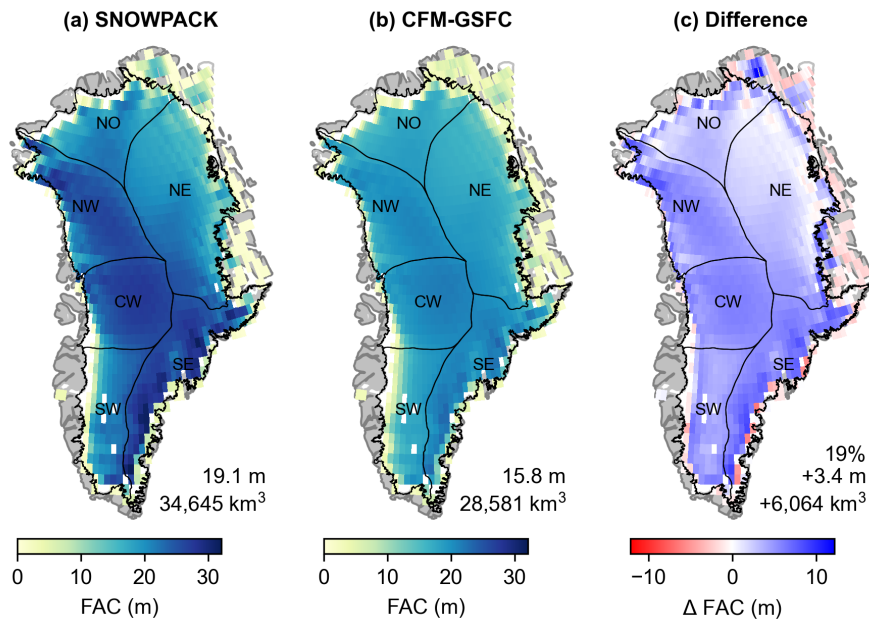 (a) SNOWPACK
(b) CFM-GSFC
(c) Difference
NO
NE
NW
CW
SE
SW
19.1 m
34,645 km³
NO
NE
NW
CW
SE
SW
15.8 m
28,581 km³
NO
NE
NW
CW
SE
SW
19%
+3.4 m
+6,064 km³
0 10 20 30
FAC (m)
0 10 20 30
FAC (m)
−10 0 10
Δ FAC (m)